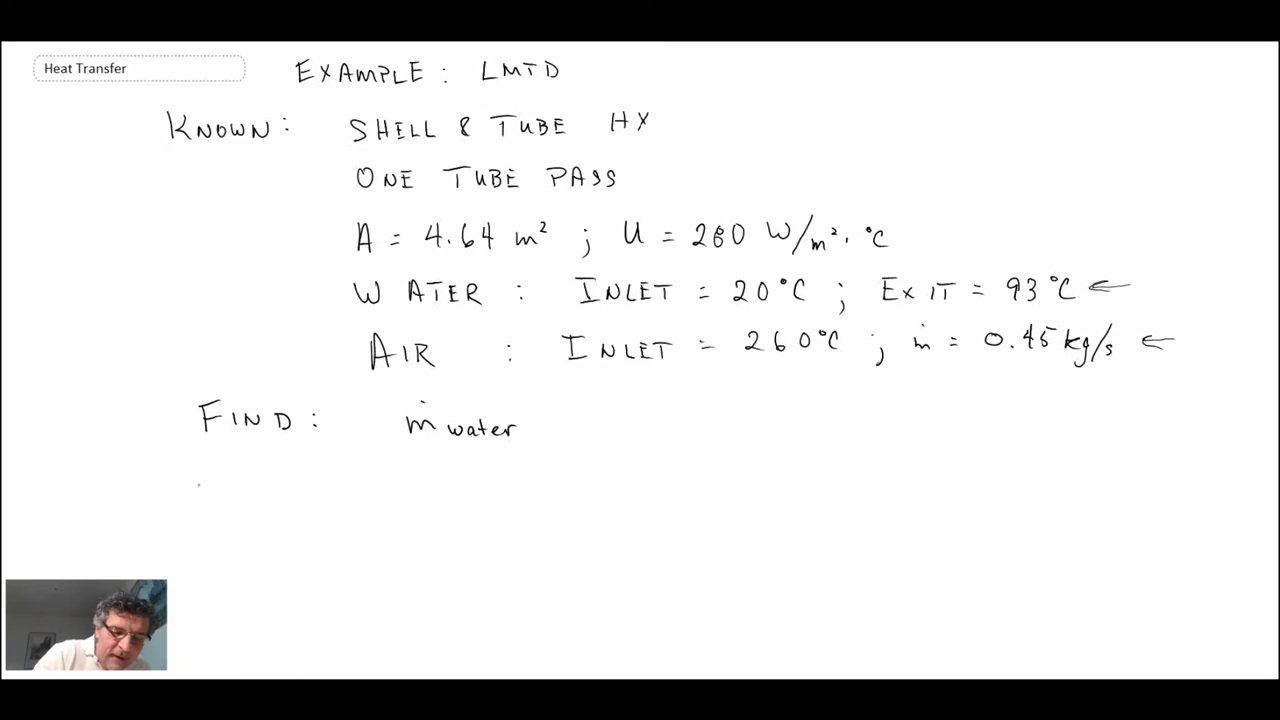 Heat Transfer
EXAMPLE: LMTD
KNOWN: SHELL & TUBE HX
ONE TUBE PASS
A = 4.64 m² ; U = 280 W/m²·°C
WATER : INLET = 20°C ; EXIT = 93°C ←
AIR : INLET = 260°C ; ṁ = 0.45 kg/s ←
FIND: ṁ water